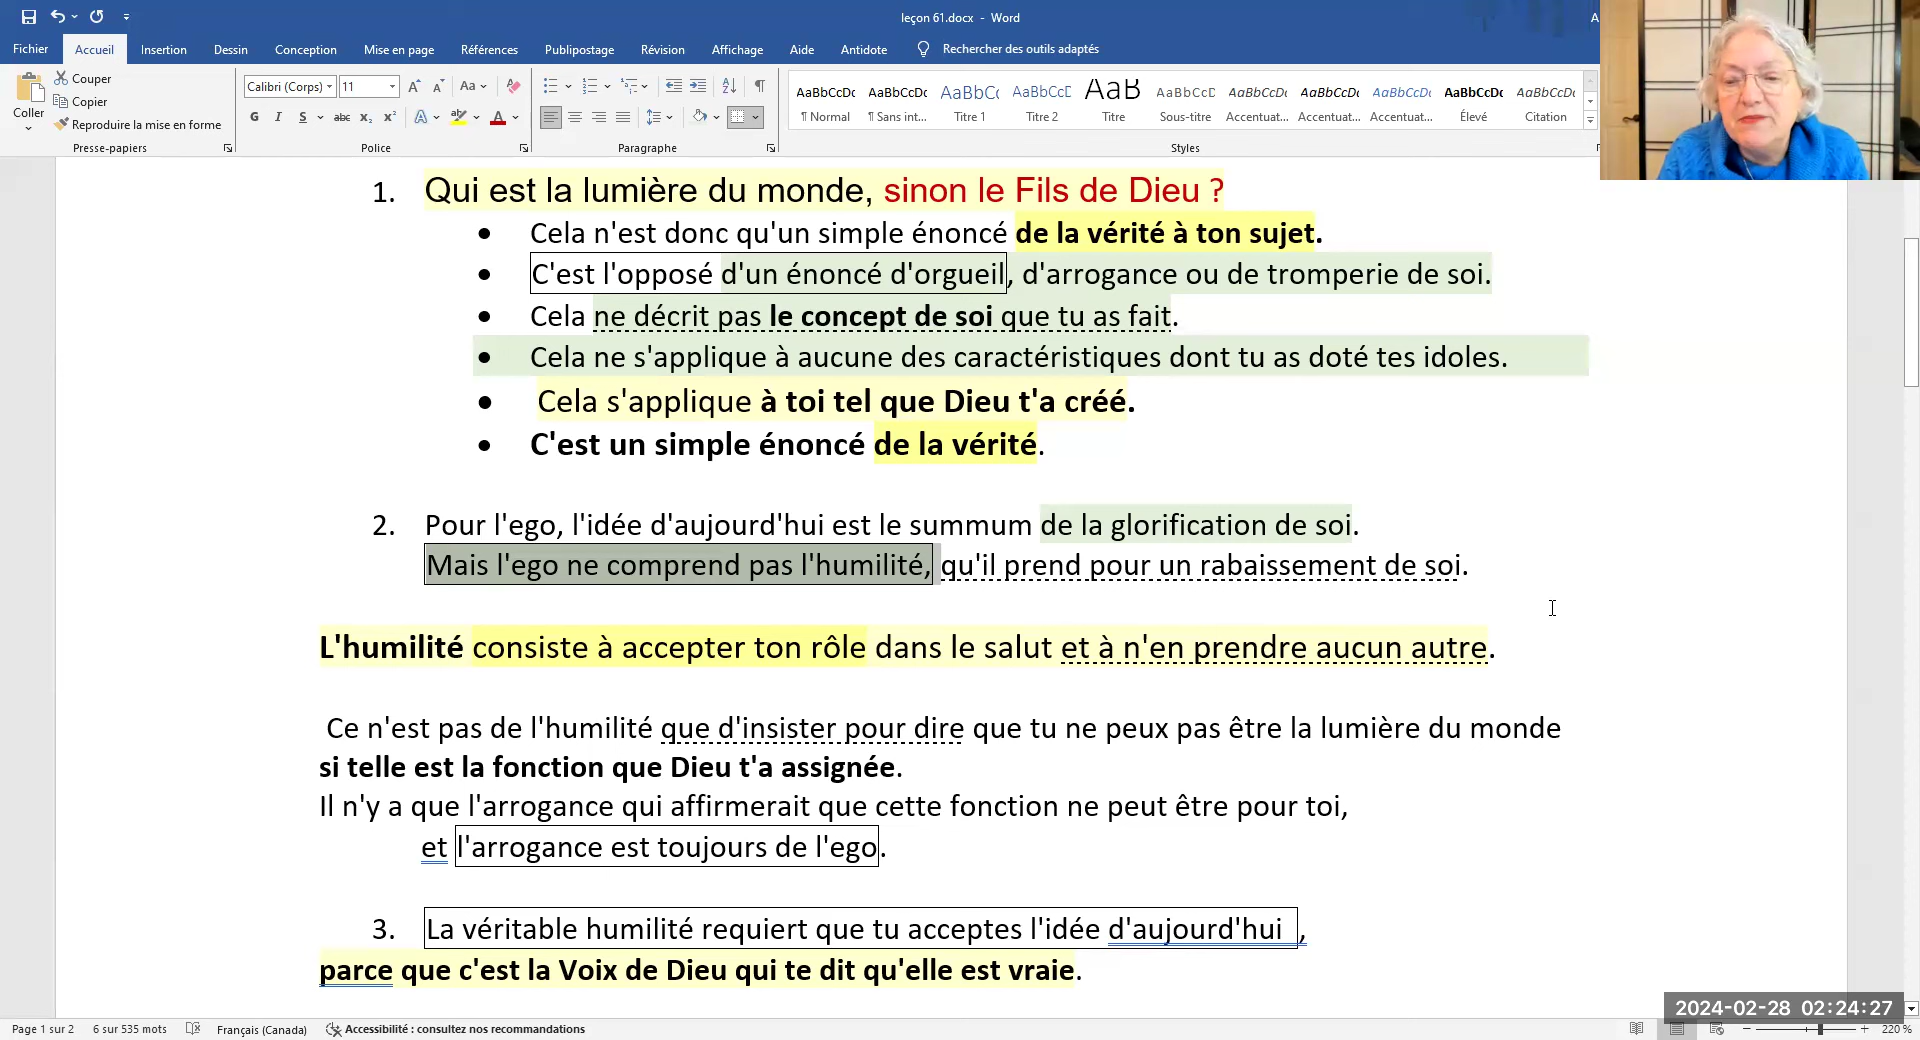 leçon 61.docx - Word
A
Fichier Accueil Insertion Dessin Conception Mise en page Références Publipostage Révision Affichage Aide Antidote Rechercher des outils adaptés
Coller
Couper
Copier
Reproduire la mise en forme
Presse-papiers
Calibri (Corps) 11
Aa
G I S abc x₂ x² A ab A
Police
Paragraphe
AaBbCcDc AaBbCcDc AaBbC( AaBbCcD AaB AaBbCcD AaBbCcDc AaBbCcDc AaBbCcDc AaBbCcDc AaBbCcDc
¶ Normal ¶ Sans int... Titre 1 Titre 2 Titre Sous-titre Accentuat... Accentuat... Accentuat... Élevé Citation
Styles
1. Qui est la lumière du monde, sinon le Fils de Dieu ?
• Cela n'est donc qu'un simple énoncé de la vérité à ton sujet.
• C'est l'opposé d'un énoncé d'orgueil, d'arrogance ou de tromperie de soi.
• Cela ne décrit pas le concept de soi que tu as fait.
• Cela ne s'applique à aucune des caractéristiques dont tu as doté tes idoles.
• Cela s'applique à toi tel que Dieu t'a créé.
• C'est un simple énoncé de la vérité.
2. Pour l'ego, l'idée d'aujourd'hui est le summum de la glorification de soi.
Mais l'ego ne comprend pas l'humilité, qu'il prend pour un rabaissement de soi.
L'humilité consiste à accepter ton rôle dans le salut et à n'en prendre aucun autre.
Ce n'est pas de l'humilité que d'insister pour dire que tu ne peux pas être la lumière du monde
si telle est la fonction que Dieu t'a assignée.
Il n'y a que l'arrogance qui affirmerait que cette fonction ne peut être pour toi,
et l'arrogance est toujours de l'ego.
3. La véritable humilité requiert que tu acceptes l'idée d'aujourd'hui ,
parce que c'est la Voix de Dieu qui te dit qu'elle est vraie.
2024-02-28 02:24:27
Page 1 sur 2 6 sur 535 mots Français (Canada) Accessibilité : consultez nos recommandations 220 %